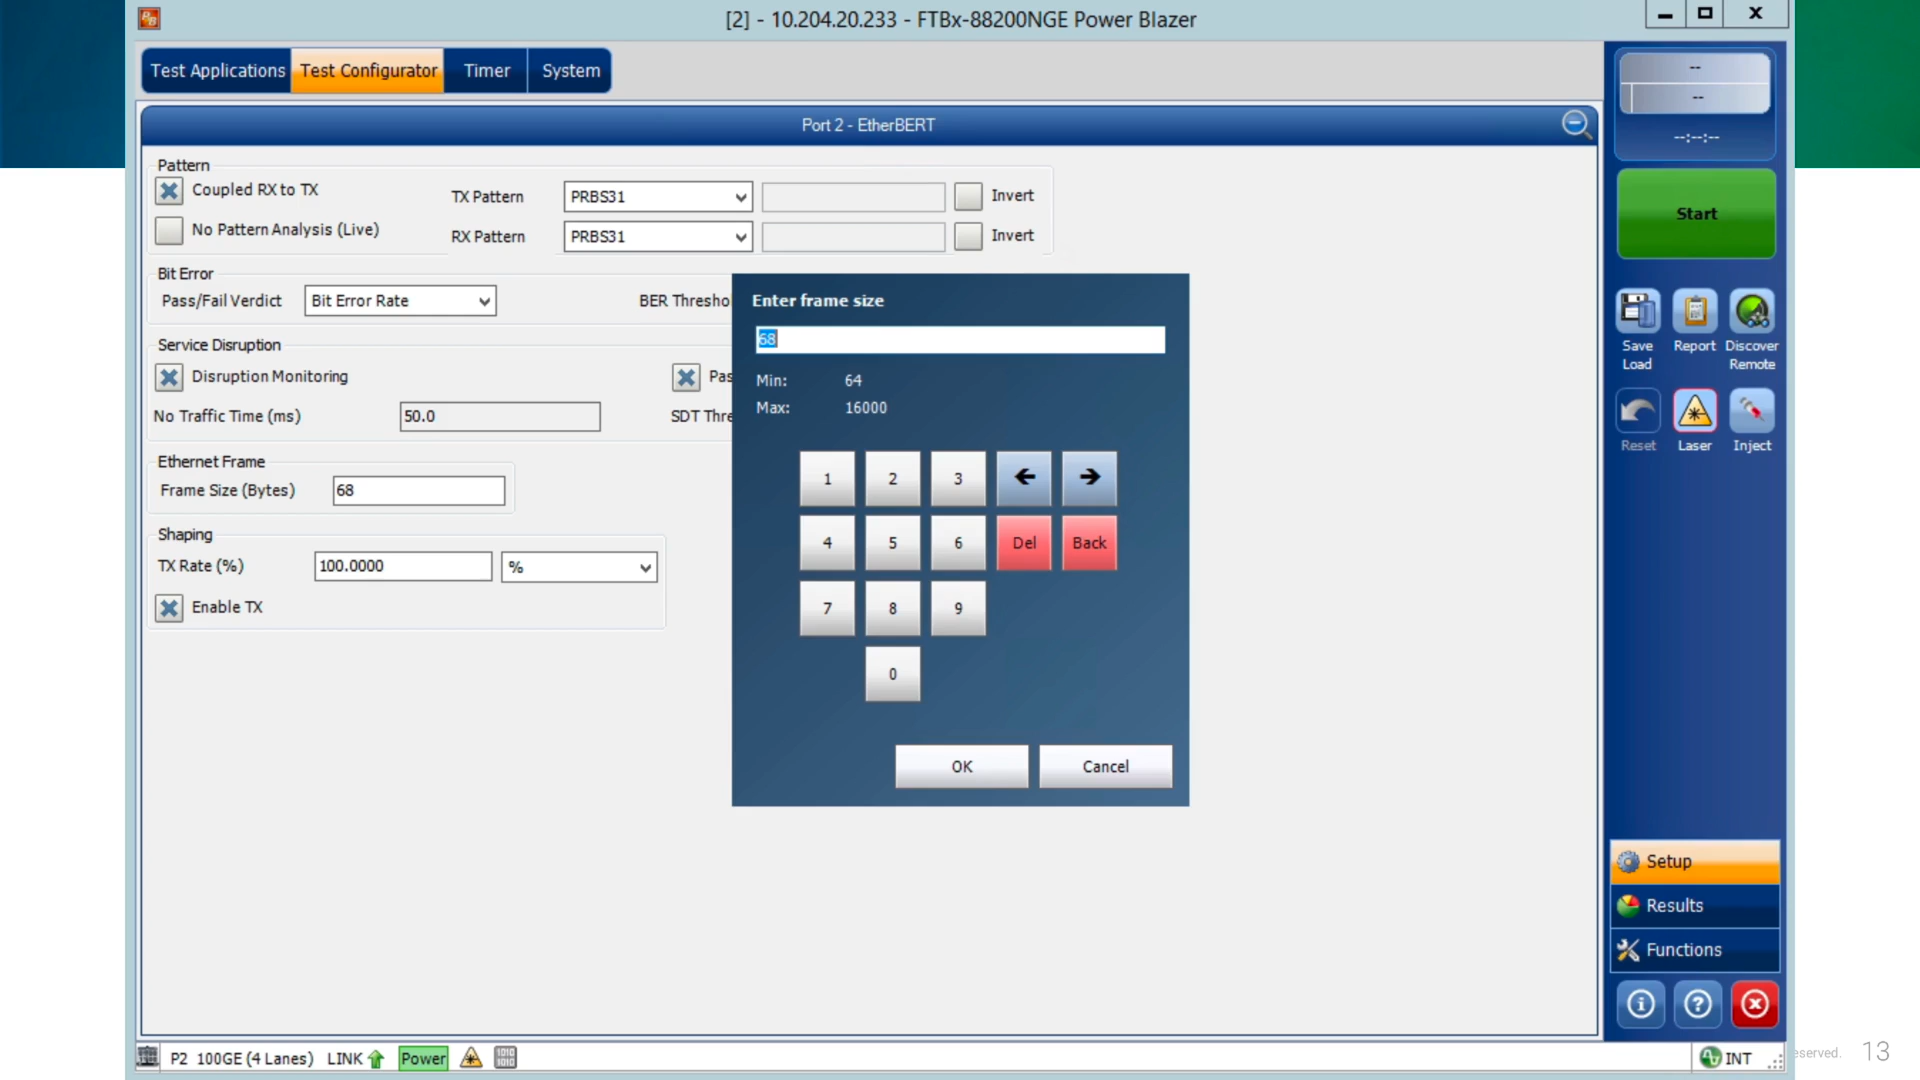 [2] - 10.204.20.233 - FTBx-88200NGE Power Blazer
Test Applications Test Configurator Timer System
Port 2 - EtherBERT
Pattern
Coupled RX to TX
No Pattern Analysis (Live)
TX Pattern PRBS31 Invert
RX Pattern PRBS31 Invert
Bit Error
Pass/Fail Verdict Bit Error Rate BER Thresho
Service Disruption
Disruption Monitoring Pas
No Traffic Time (ms) 50.0 SDT Thre
Ethernet Frame
Frame Size (Bytes) 68
Shaping
TX Rate (%) 100.0000 %
Enable TX
Enter frame size
68
Min: 64
Max: 16000
1 2 3
4 5 6 Del Back
7 8 9
0
OK Cancel
--
--
--:--:--
Start
Save Load
Report
Discover Remote
Reset Laser Inject
Setup
Results
Functions
P2 100GE (4 Lanes) LINK Power 1010 1010
INT
eserved. 13